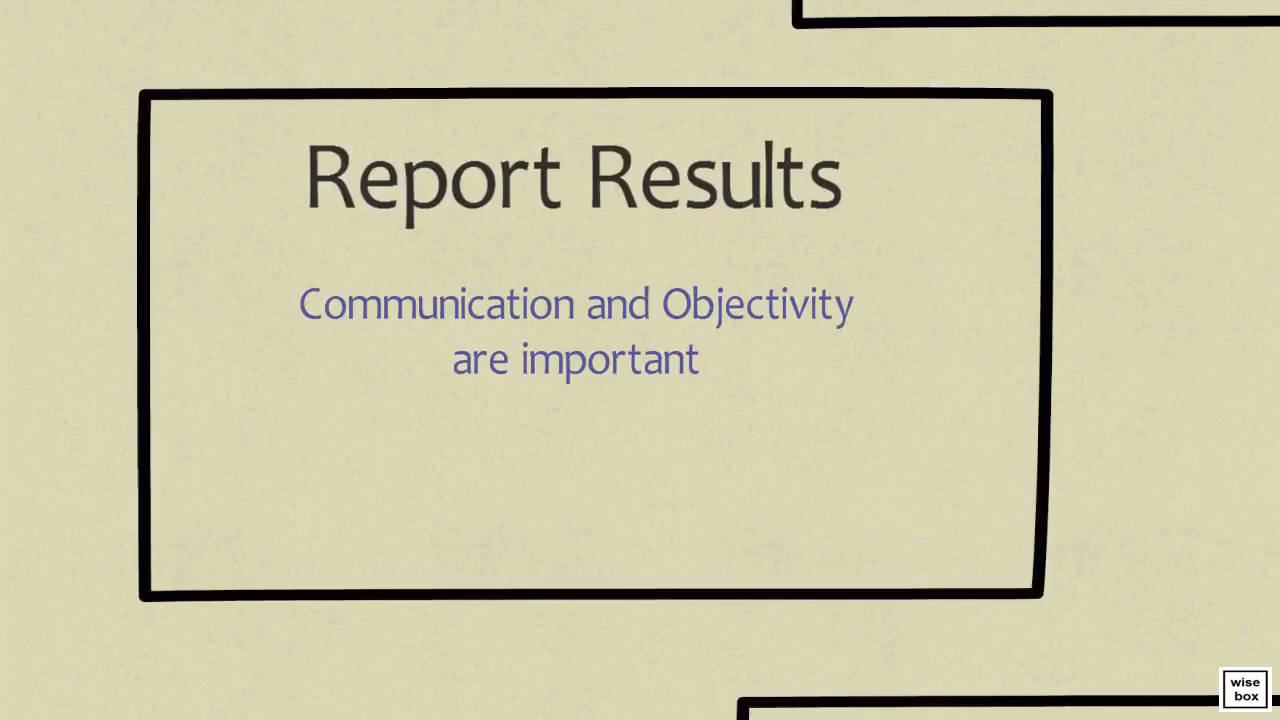 Report Results
Communication and Objectivity
are important
wise
box